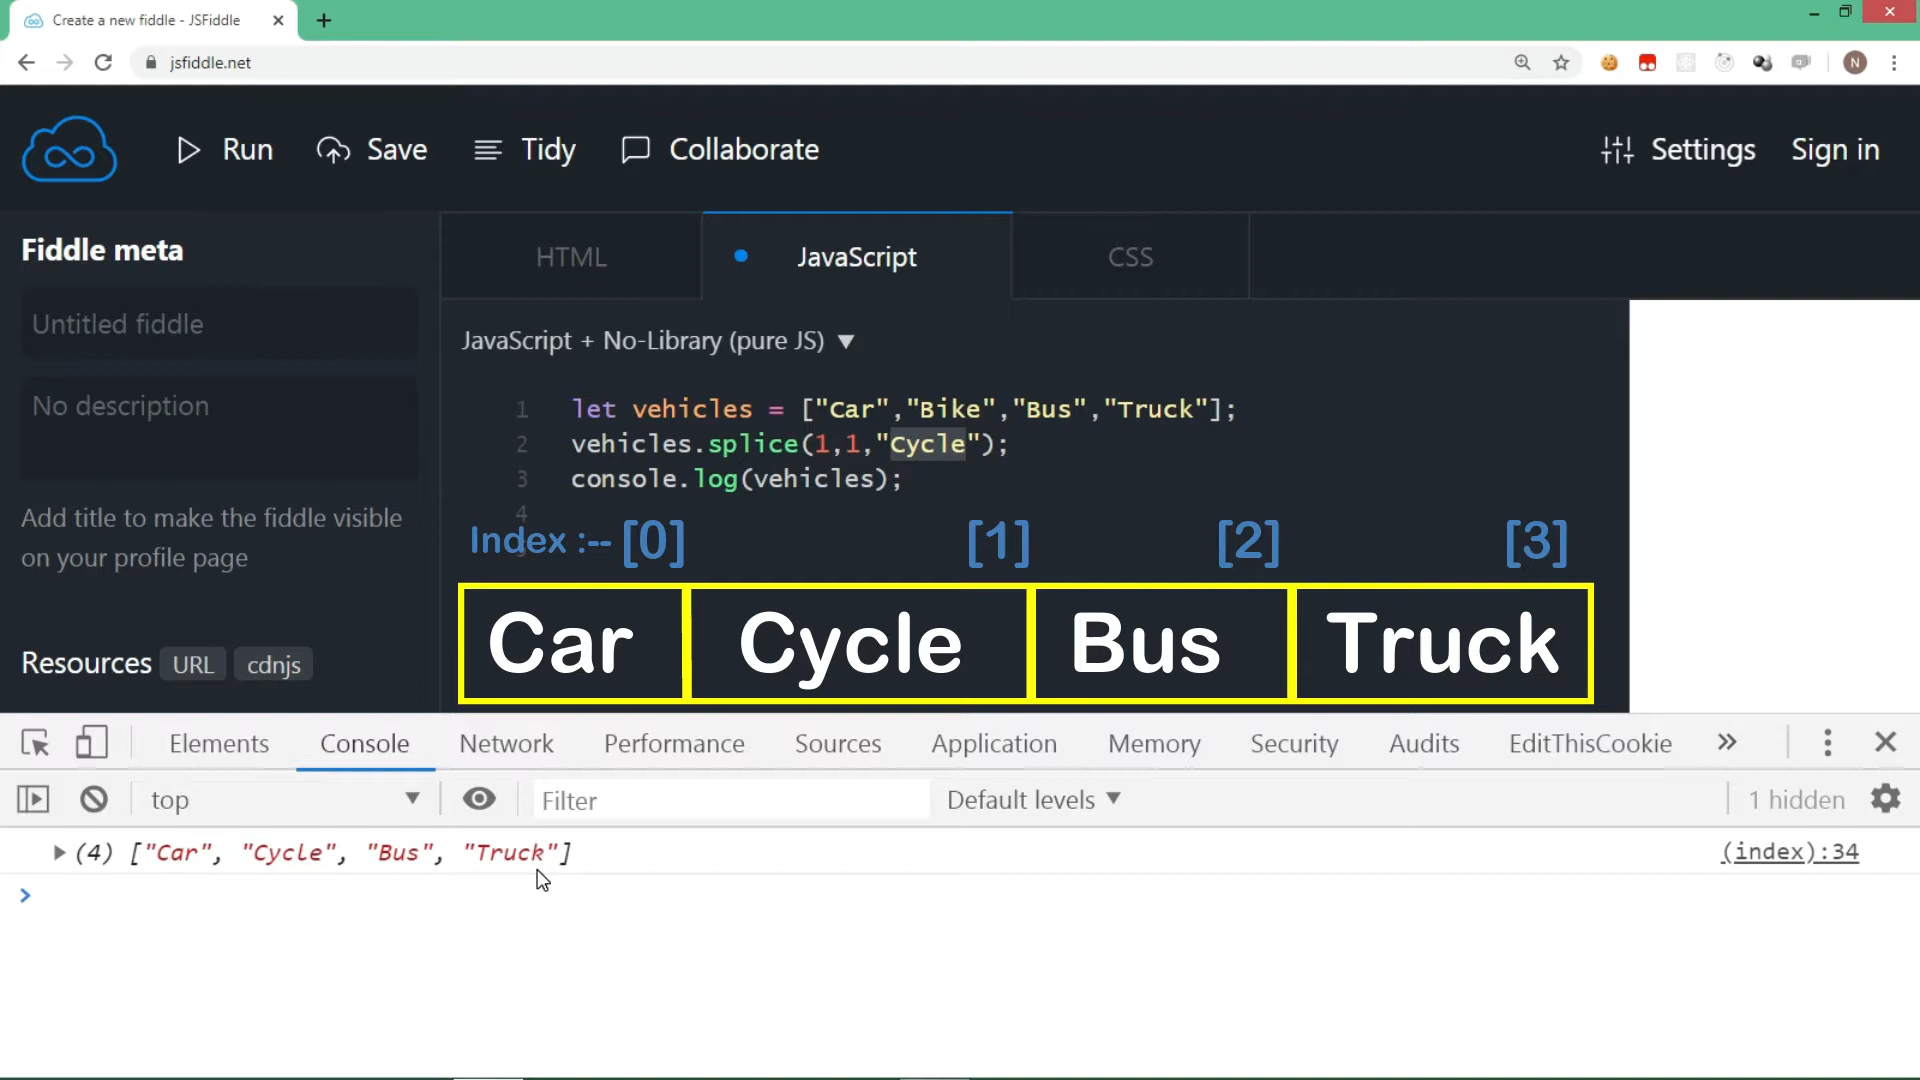 Create a new fiddle - JSFiddle
jsfiddle.net
N
Run Save Tidy Collaborate Settings Sign in
Fiddle meta
Untitled fiddle
No description
Add title to make the fiddle visible
on your profile page
Resources URL cdnjs
HTML JavaScript CSS
JavaScript + No-Library (pure JS) ▼
1 let vehicles = ["Car","Bike","Bus","Truck"];
2 vehicles.splice(1,1,"Cycle");
3 console.log(vehicles);
4
Index :-- [0] [1] [2] [3]
Car Cycle Bus Truck
Elements Console Network Performance Sources Application Memory Security Audits EditThisCookie »
top ▼ Filter Default levels ▼ 1 hidden
(4) ["Car", "Cycle", "Bus", "Truck"] (index):34
>